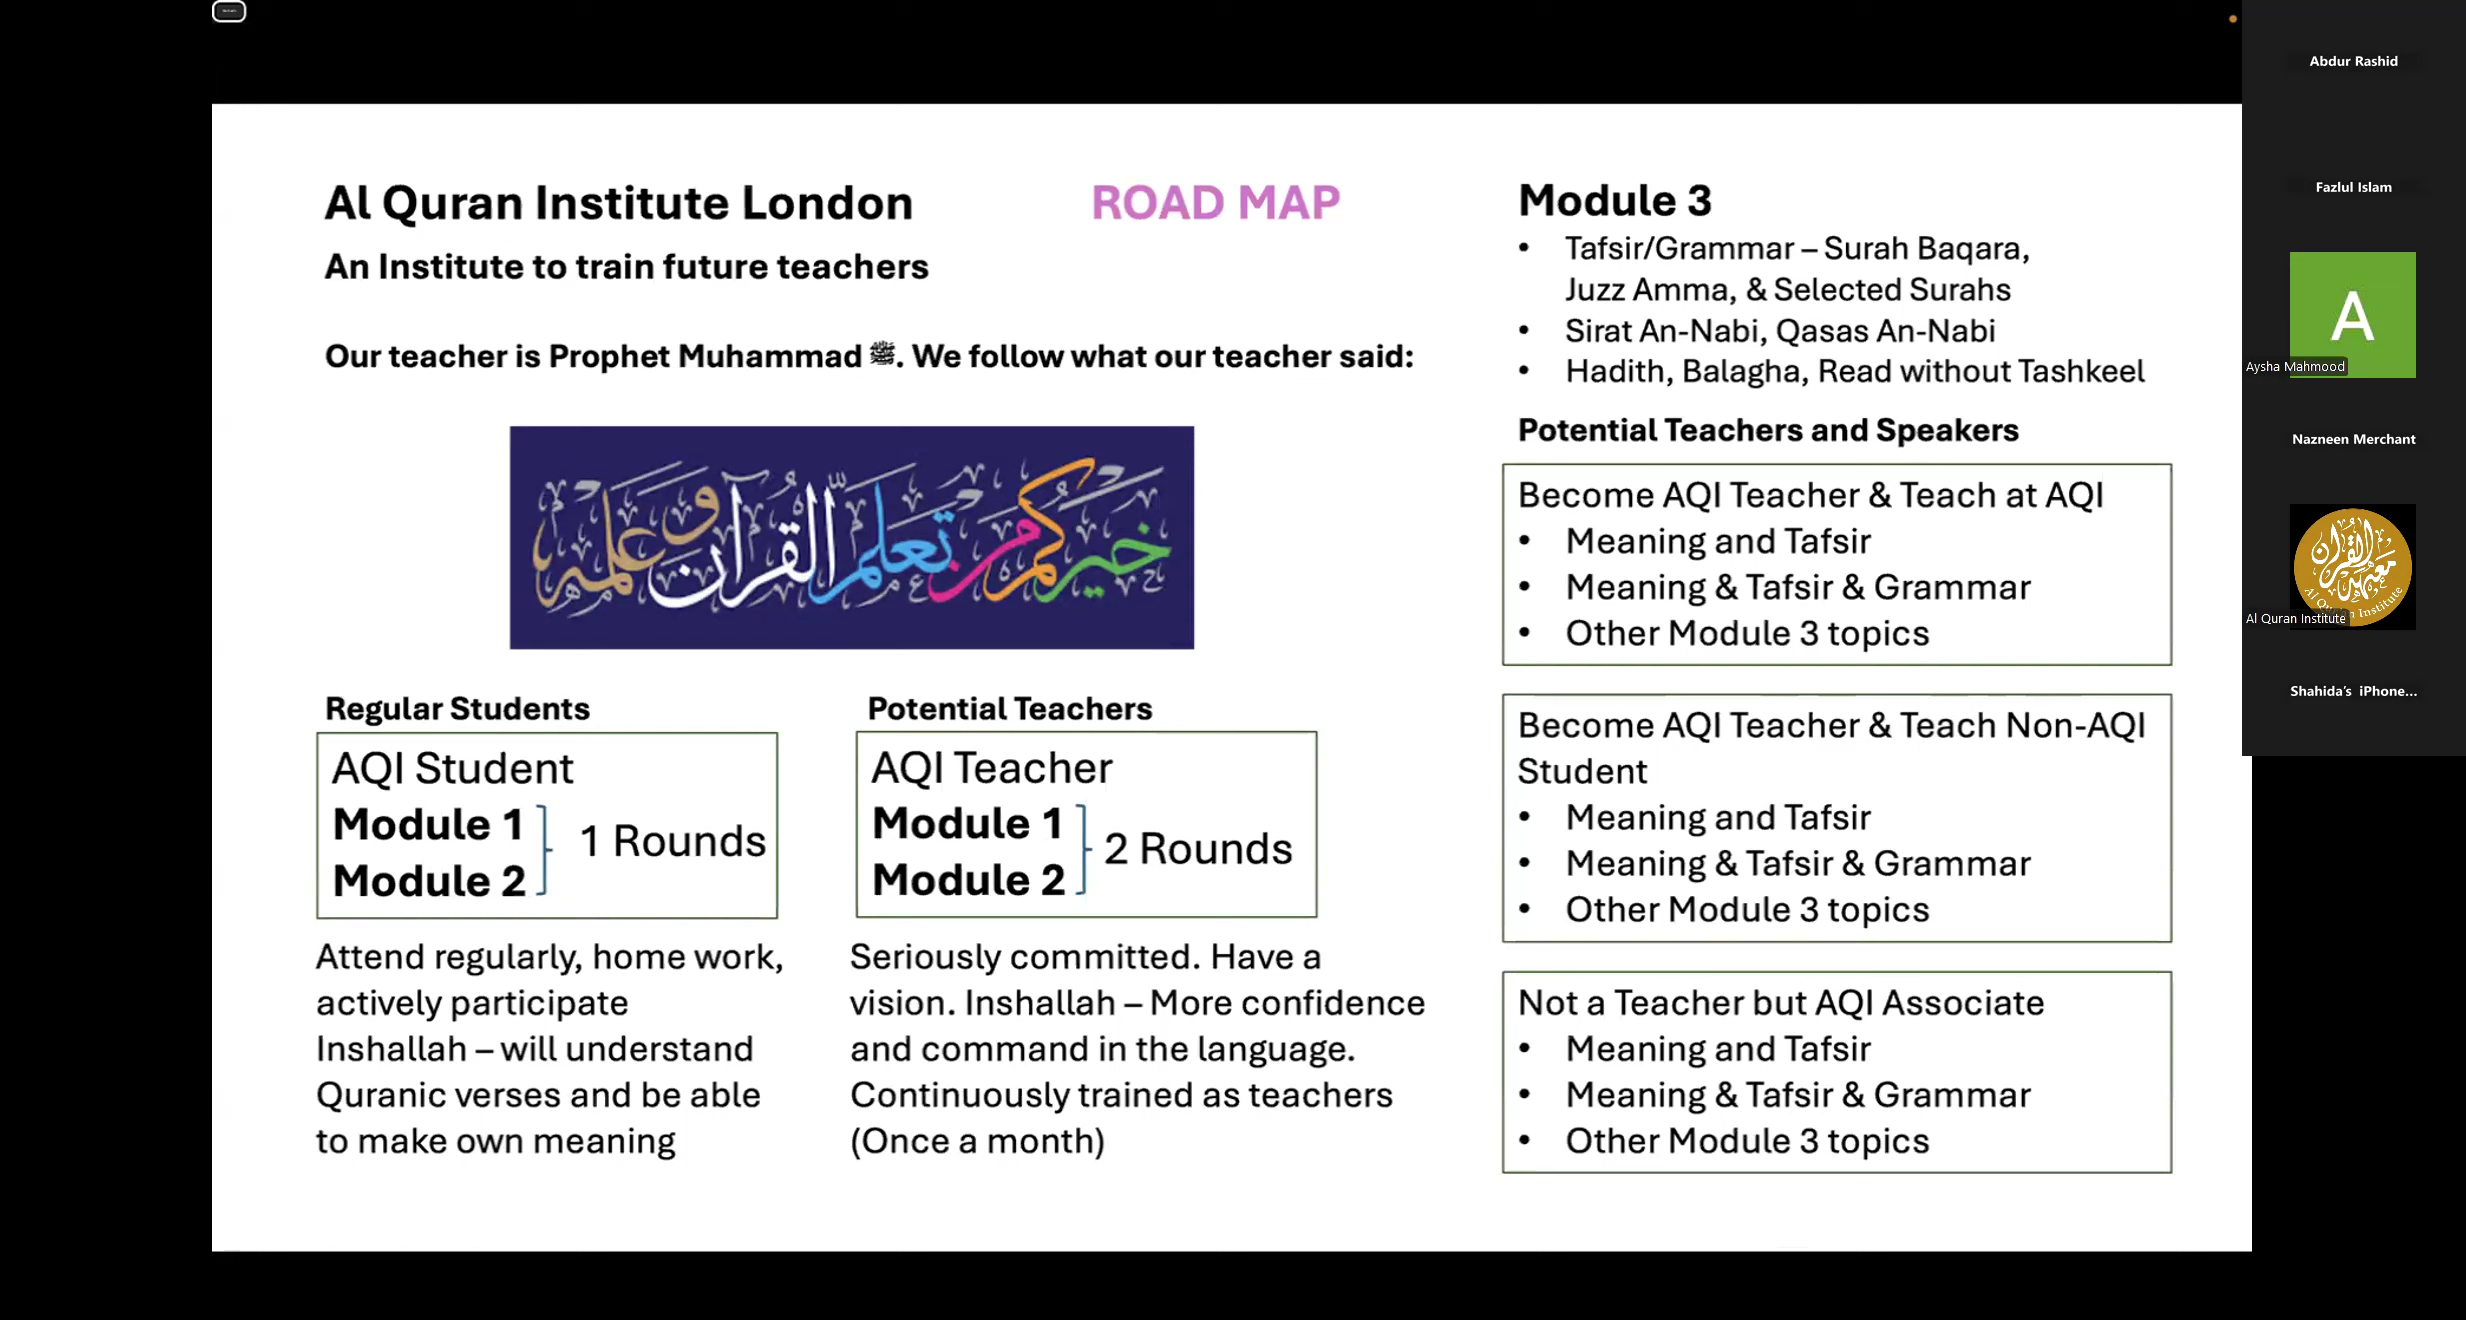 Al Quran Institute London
ROAD MAP
An Institute to train future teachers
Our teacher is Prophet Muhammad ﷺ. We follow what our teacher said:
خيركم من تعلم القرآن وعلمه
Regular Students
AQI Student
Module 1
Module 2
1 Rounds
Attend regularly, home work,
actively participate
Inshallah – will understand
Quranic verses and be able
to make own meaning
Potential Teachers
AQI Teacher
Module 1
Module 2
2 Rounds
Seriously committed. Have a
vision. Inshallah – More confidence
and command in the language.
Continuously trained as teachers
(Once a month)
Module 3
• Tafsir/Grammar – Surah Baqara,
Juzz Amma, & Selected Surahs
• Sirat An-Nabi, Qasas An-Nabi
• Hadith, Balagha, Read without Tashkeel
Potential Teachers and Speakers
Become AQI Teacher & Teach at AQI
• Meaning and Tafsir
• Meaning & Tafsir & Grammar
• Other Module 3 topics
Become AQI Teacher & Teach Non-AQI
Student
• Meaning and Tafsir
• Meaning & Tafsir & Grammar
• Other Module 3 topics
Not a Teacher but AQI Associate
• Meaning and Tafsir
• Meaning & Tafsir & Grammar
• Other Module 3 topics
Abdur Rashid
Fazlul Islam
A
Aysha Mahmood
Nazneen Merchant
معهد القرآن
Al Quran Institute
Al Quran Institute
Shahida's iPhone...